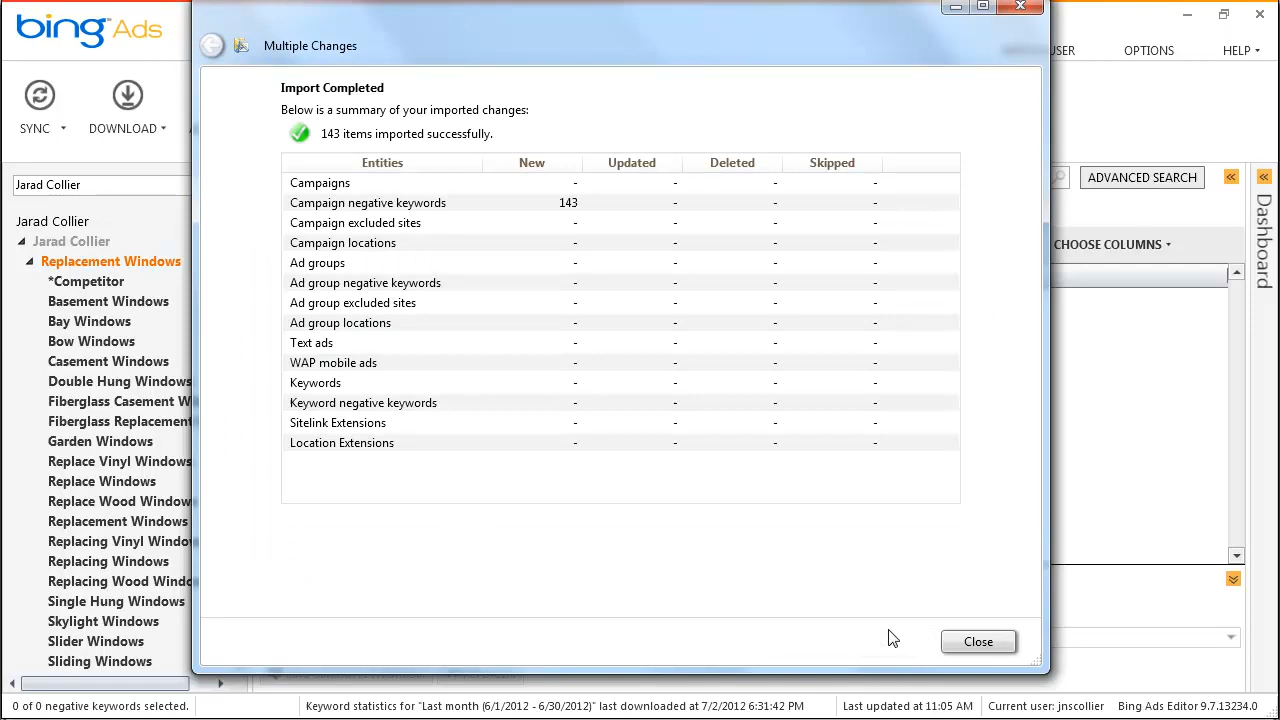 bing Ads
Multiple Changes
USER
OPTIONS
HELP
SYNC
DOWNLOAD
Import Completed
Below is a summary of your imported changes:
143 items imported successfully.
Entities New Updated Deleted Skipped
Campaigns - - - -
Campaign negative keywords 143 - - -
Campaign excluded sites - - - -
Campaign locations - - - -
Ad groups - - - -
Ad group negative keywords - - - -
Ad group excluded sites - - - -
Ad group locations - - - -
Text ads - - - -
WAP mobile ads - - - -
Keywords - - - -
Keyword negative keywords - - - -
Sitelink Extensions - - - -
Location Extensions - - - -
Close
Jarad Collier
Jarad Collier
Jarad Collier
Replacement Windows
*Competitor
Basement Windows
Bay Windows
Bow Windows
Casement Windows
Double Hung Windows
Fiberglass Casement W
Fiberglass Replacement
Garden Windows
Replace Vinyl Windows
Replace Windows
Replace Wood Window
Replacement Windows
Replacing Vinyl Windo
Replacing Windows
Replacing Wood Windo
Single Hung Windows
Skylight Windows
Slider Windows
Sliding Windows
ADVANCED SEARCH
CHOOSE COLUMNS
Dashboard
0 of 0 negative keywords selected.
Keyword statistics for "Last month (6/1/2012 - 6/30/2012)" last downloaded at 7/2/2012 6:31:42 PM
Last updated at 11:05 AM
Current user: jnscollier
Bing Ads Editor 9.7.13234.0